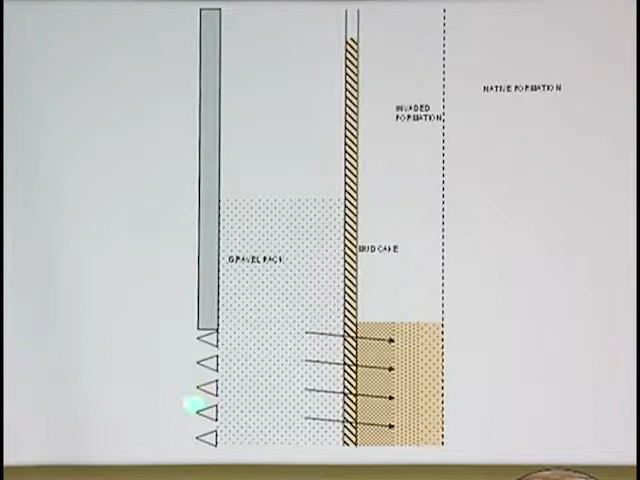 NATIVE FORMATION
INVADED
FORMATION
MUD CAKE
GRAVEL PACK